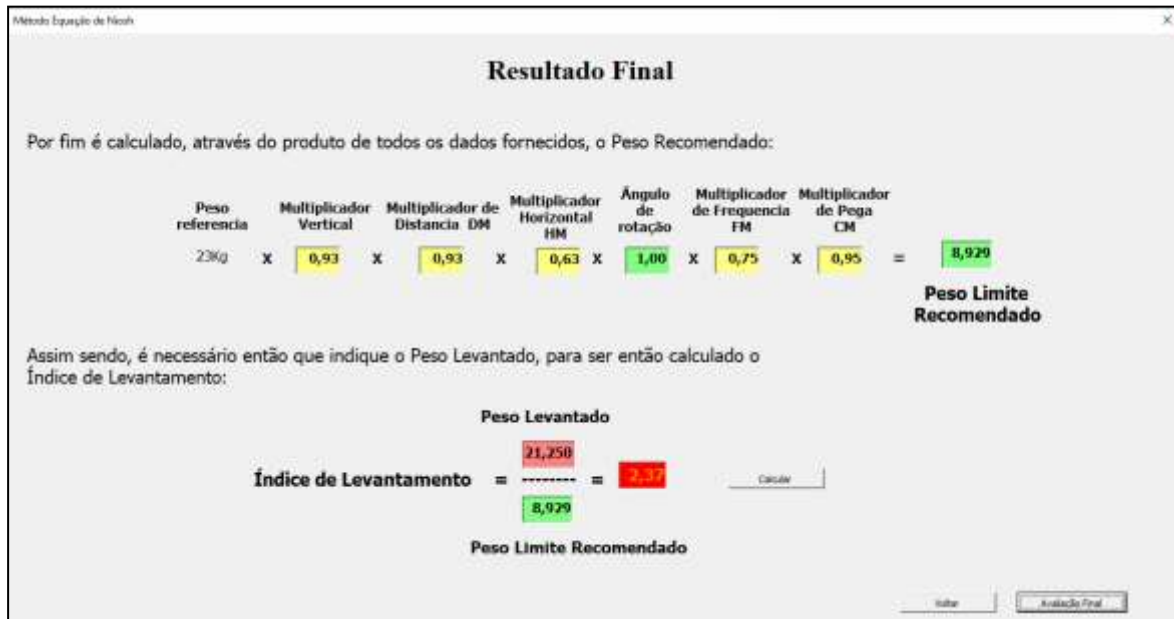 Método Equação de Niosh
Resultado Final
Por fim é calculado, através do produto de todos os dados fornecidos, o Peso Recomendado:
Peso referencia
Multiplicador Vertical
Multiplicador de Distancia DM
Multiplicador Horizontal HM
Ângulo de rotação
Multiplicador de Frequencia FM
Multiplicador de Pega CM
23Kg x 0,93 x 0,93 x 0,63 x 1,00 x 0,75 x 0,95 = 8,929
Peso Limite
Recomendado
Assim sendo, é necessário então que indique o Peso Levantado, para ser então calculado o
Índice de Levantamento:
Peso Levantado
21,250
Índice de Levantamento = -------- = 2,37
Calcular
8,929
Peso Limite Recomendado
Voltar
Avaliação Final